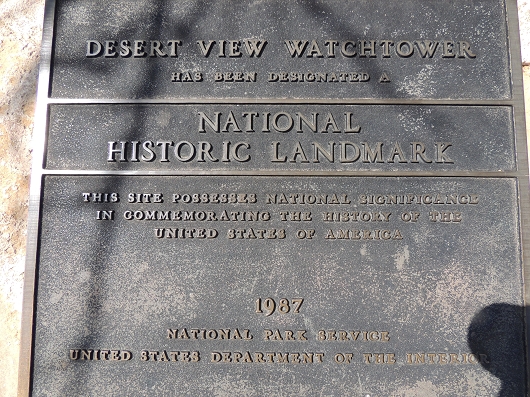 DESERT VIEW WATCHTOWER
HAS BEEN DESIGNATED A
NATIONAL
HISTORIC LANDMARK
THIS SITE POSSESSES NATIONAL SIGNIFICANCE
IN COMMEMORATING THE HISTORY OF THE
UNITED STATES OF AMERICA
1987
NATIONAL PARK SERVICE
UNITED STATES DEPARTMENT OF THE INTERIOR